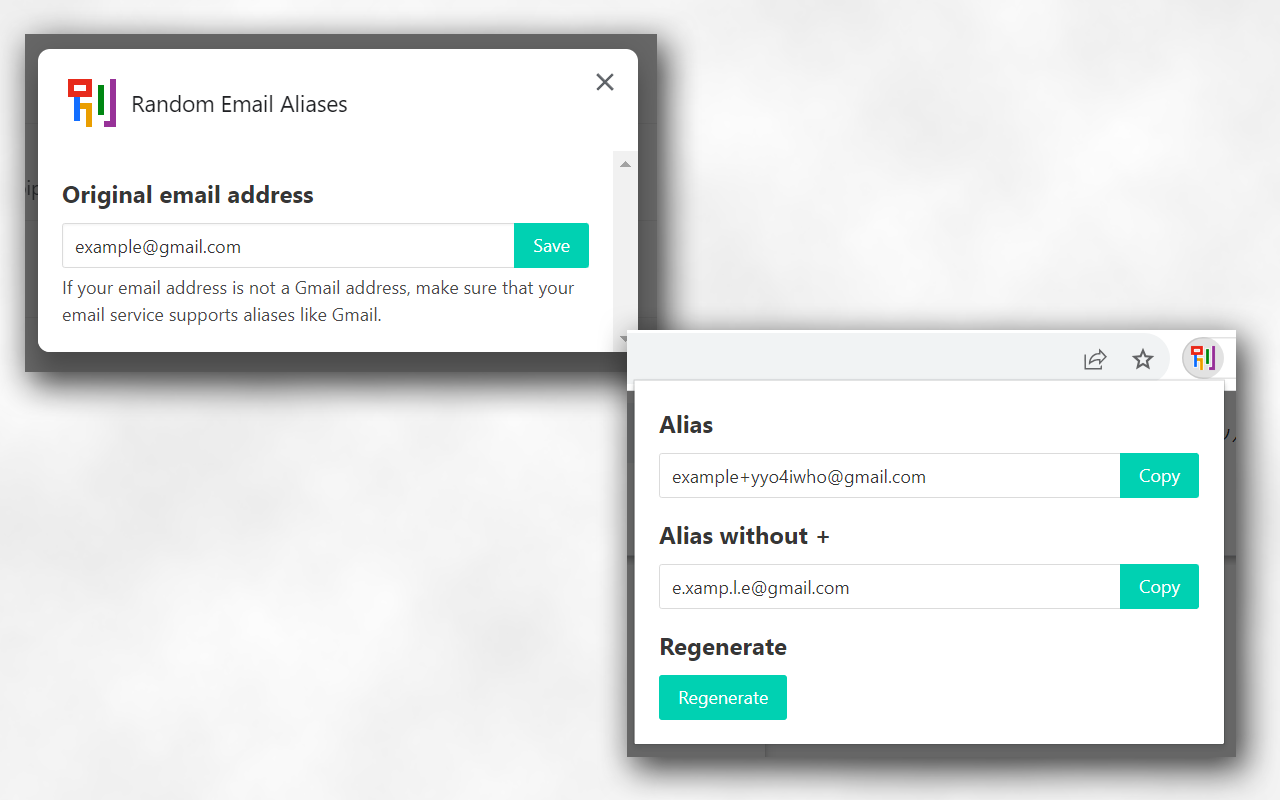 Random Email Aliases
Original email address
example@gmail.com
Save
If your email address is not a Gmail address, make sure that your
email service supports aliases like Gmail.
Alias
example+yyo4iwho@gmail.com
Copy
Alias without +
e.xamp.l.e@gmail.com
Copy
Regenerate
Regenerate